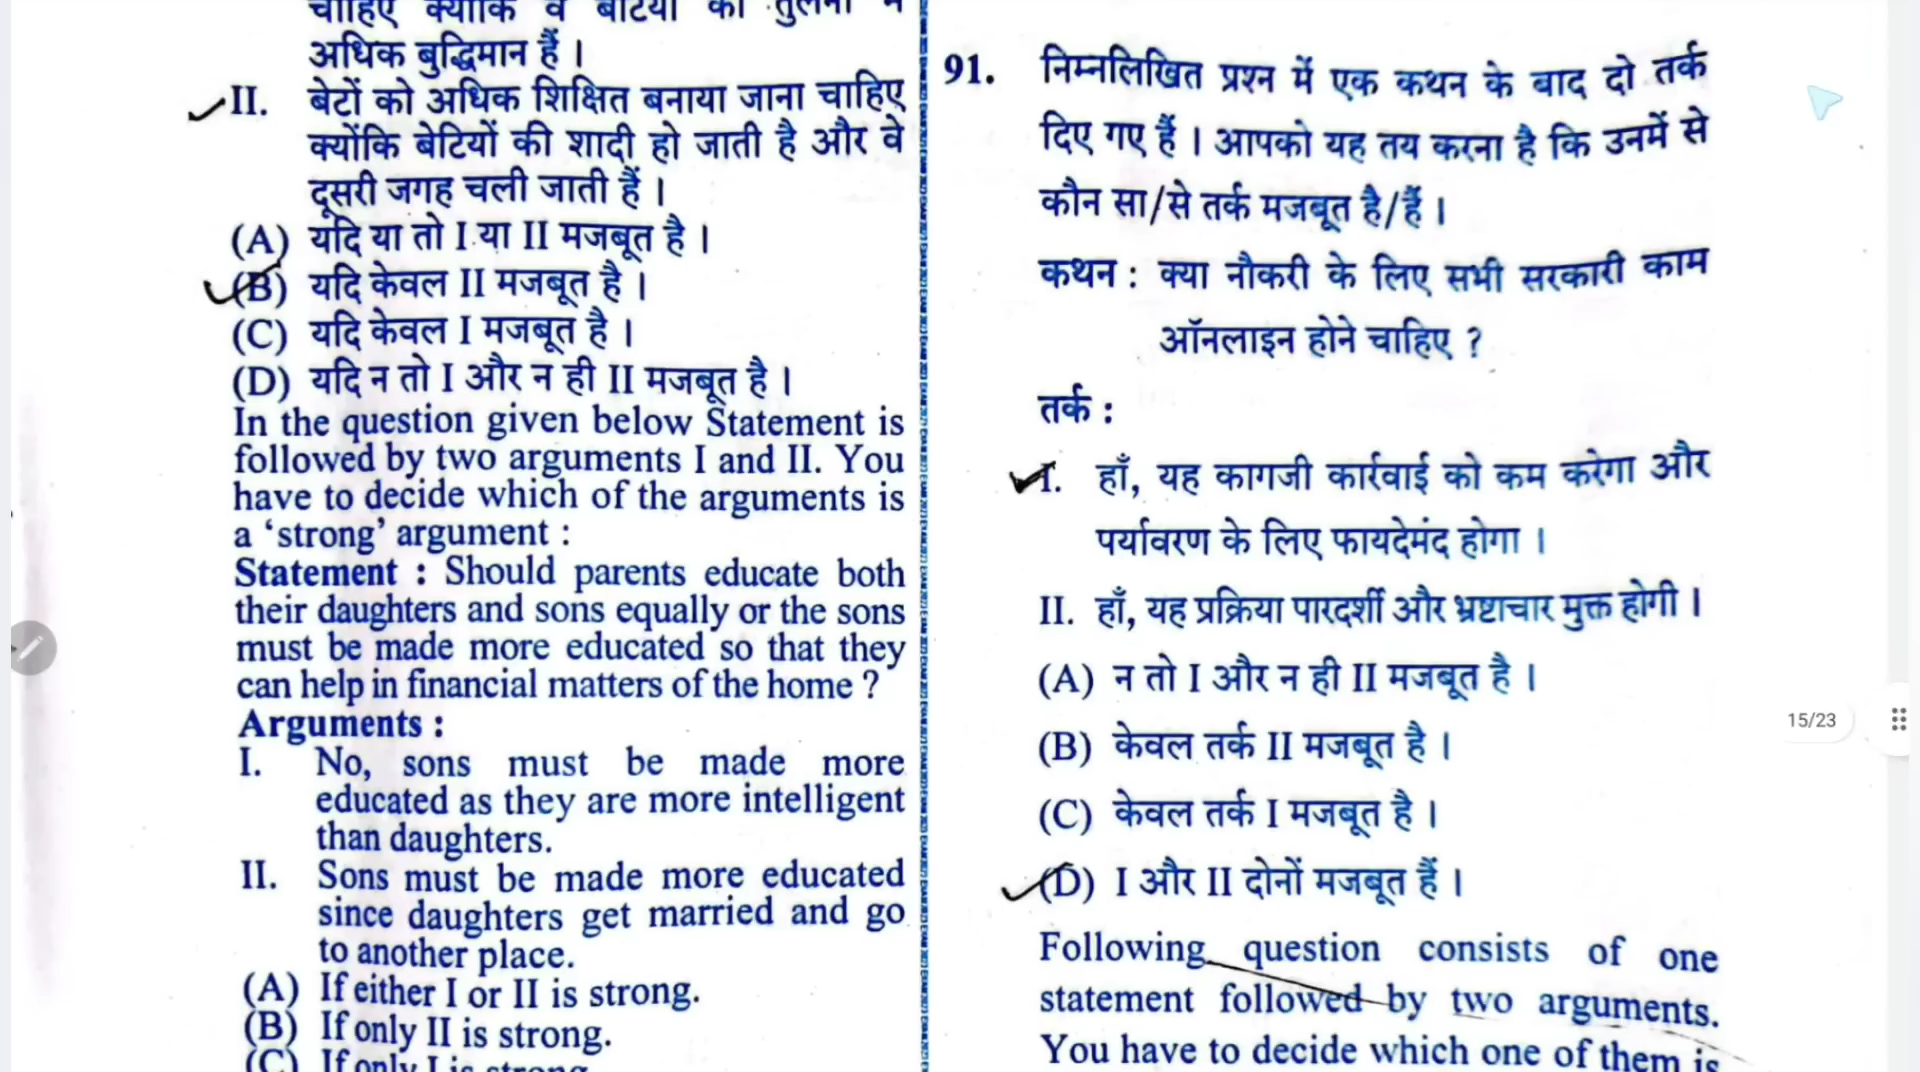 चाहिए क्योंकि वे बेटियों की तुलना में
अधिक बुद्धिमान हैं ।
II. बेटों को अधिक शिक्षित बनाया जाना चाहिए
क्योंकि बेटियों की शादी हो जाती है और वे
दूसरी जगह चली जाती हैं ।
(A) यदि या तो I या II मजबूत है ।
(B) यदि केवल II मजबूत है ।
(C) यदि केवल I मजबूत है ।
(D) यदि न तो I और न ही II मजबूत है ।
In the question given below Statement is
followed by two arguments I and II. You
have to decide which of the arguments is
a ‘strong’ argument :
Statement : Should parents educate both
their daughters and sons equally or the sons
must be made more educated so that they
can help in financial matters of the home ?
Arguments :
I. No, sons must be made more
educated as they are more intelligent
than daughters.
II. Sons must be made more educated
since daughters get married and go
to another place.
(A) If either I or II is strong.
(B) If only II is strong.
(C) If only I is strong.
91. निम्नलिखित प्रश्न में एक कथन के बाद दो तर्क
दिए गए हैं । आपको यह तय करना है कि उनमें से
कौन सा/से तर्क मजबूत है/हैं ।
कथन : क्या नौकरी के लिए सभी सरकारी काम
ऑनलाइन होने चाहिए ?
तर्क :
I. हाँ, यह कागजी कार्रवाई को कम करेगा और
पर्यावरण के लिए फायदेमंद होगा ।
II. हाँ, यह प्रक्रिया पारदर्शी और भ्रष्टाचार मुक्त होगी ।
(A) न तो I और न ही II मजबूत है ।
(B) केवल तर्क II मजबूत है ।
(C) केवल तर्क I मजबूत है ।
(D) I और II दोनों मजबूत हैं ।
Following question consists of one
statement followed by two arguments.
You have to decide which one of them is
15/23